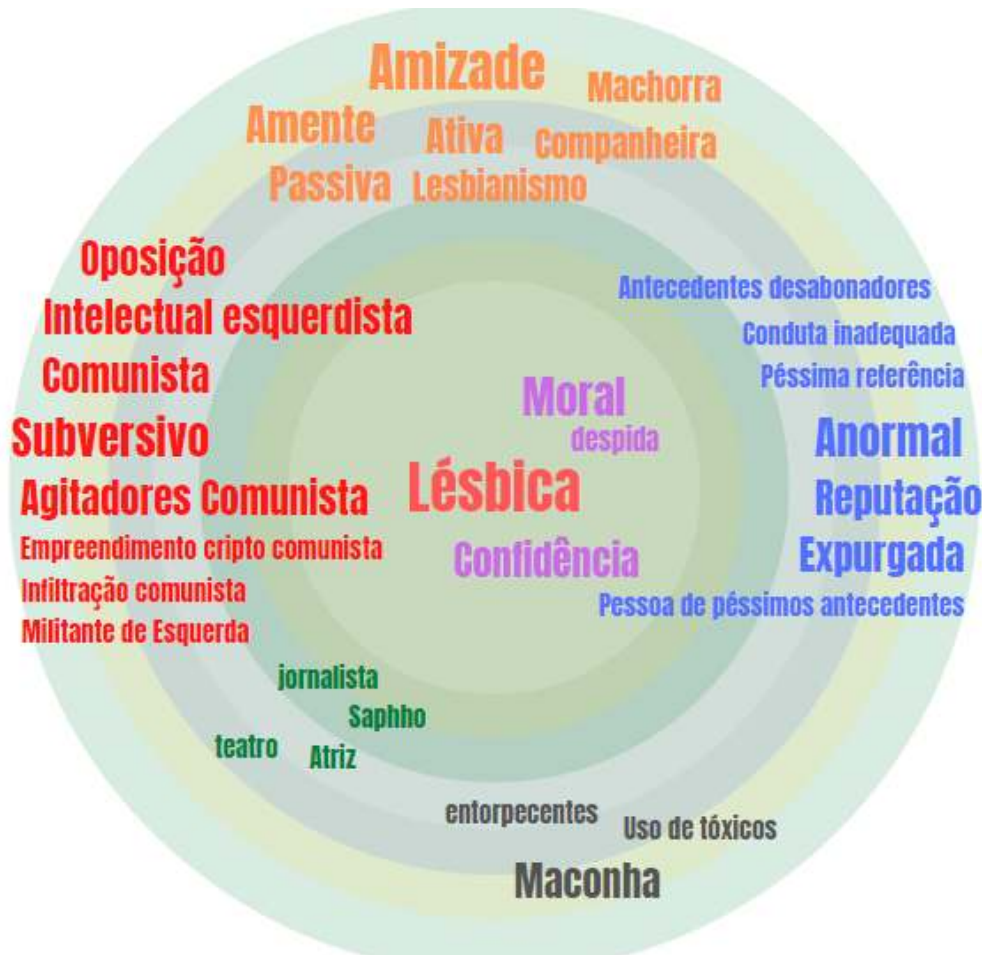 Amizade
Machorra
Amente
Ativa
Companheira
Passiva
Lesbianismo
Oposição
Intelectual esquerdista
Comunista
Subversivo
Agitadores Comunista
Empreendimento cripto comunista
Infiltração comunista
Militante de Esquerda
Moral
despida
Lésbica
Confidência
Antecedentes desabonadores
Conduta inadequada
Péssima referência
Anormal
Reputação
Expurgada
Pessoa de péssimos antecedentes
jornalista
Saphho
teatro
Atriz
entorpecentes
Uso de tóxicos
Maconha